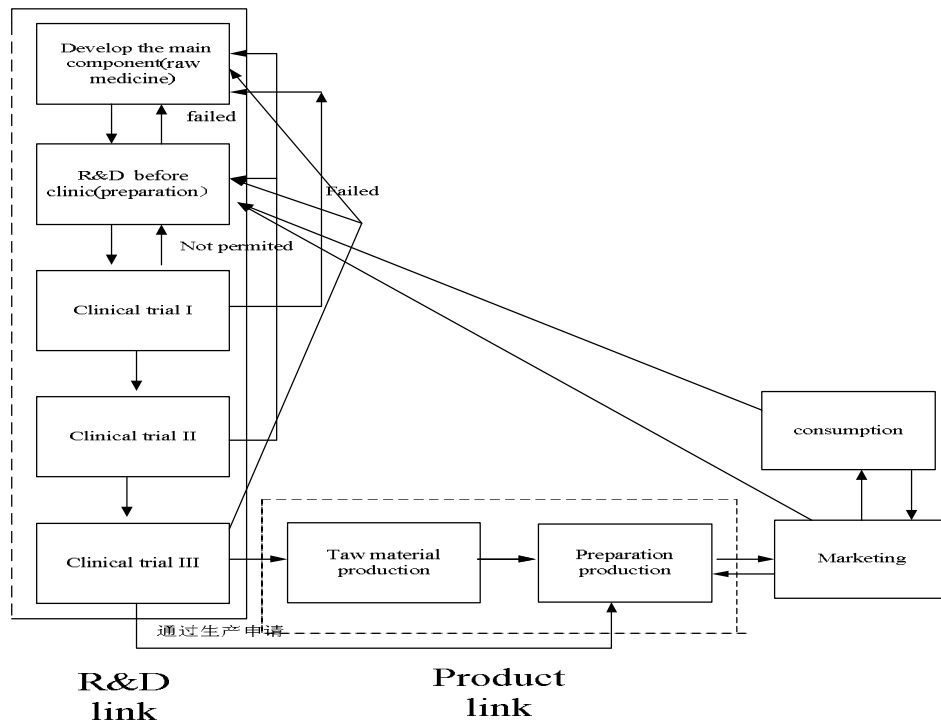 Develop the main
component(raw
medicine)
failed
R&D before
clinic(preparation）
Failed
Not permited
Clinical trial I
Clinical trial II
consumption
Clinical trial III
Taw material
production
Preparation
production
Marketing
通过生产申请
R&D
link
Product
link